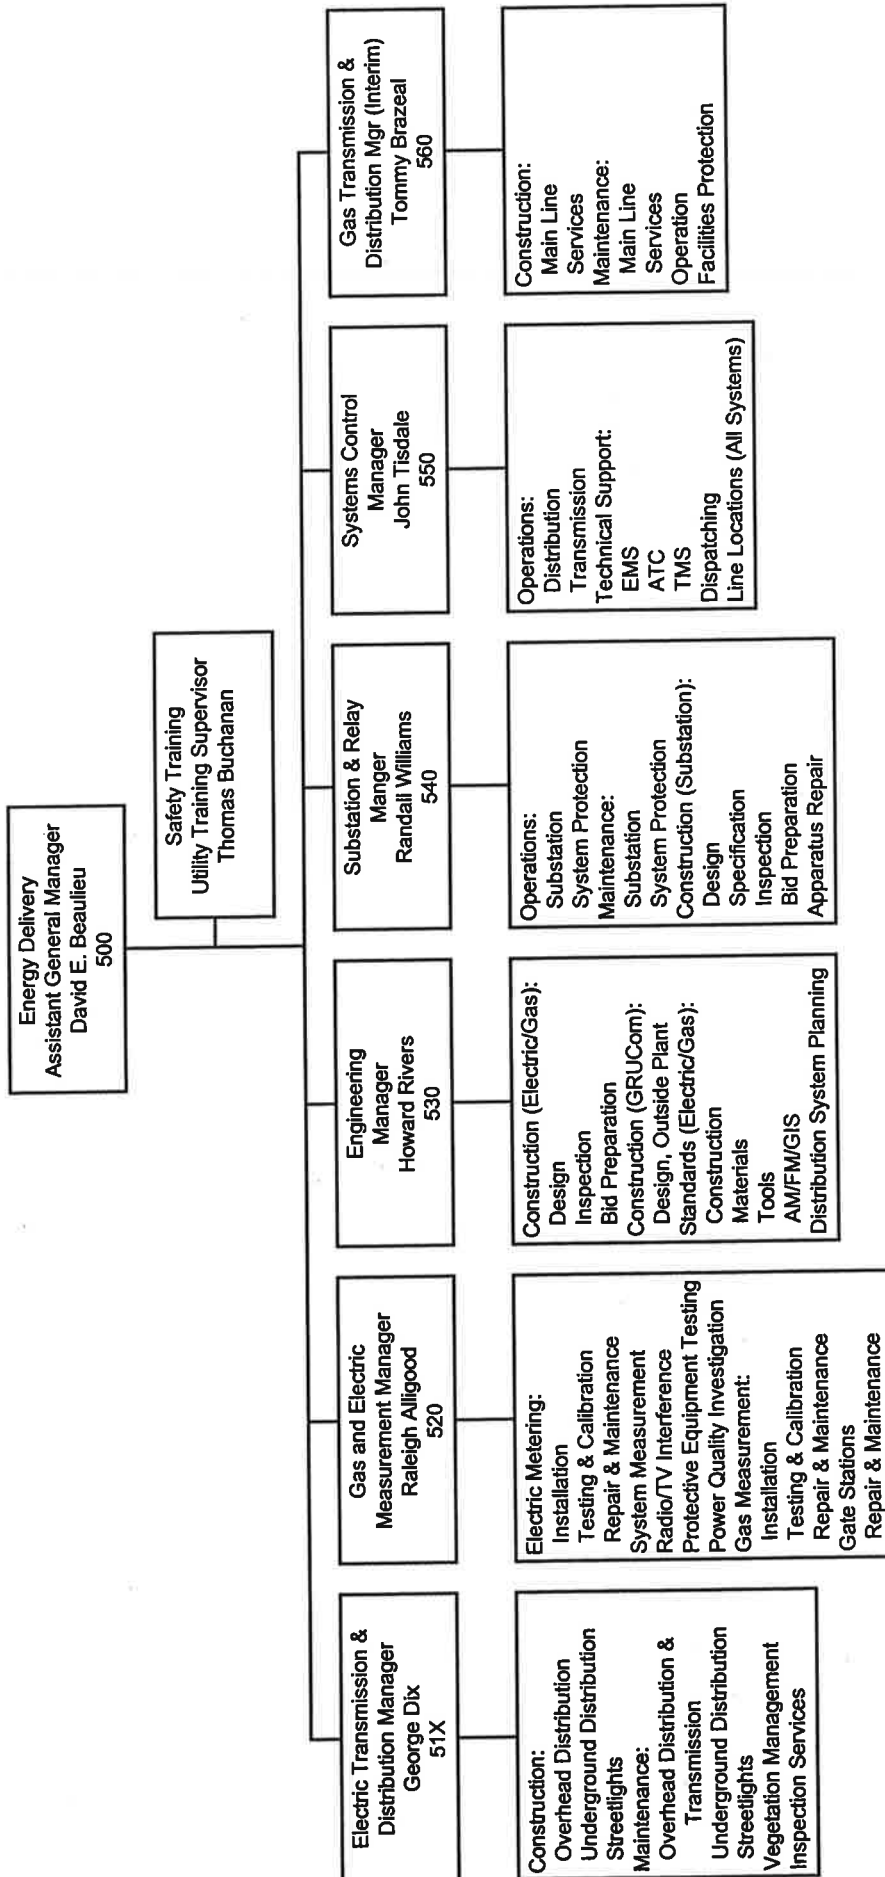 Energy Delivery
Assistant General Manager
David E. Beaulieu
500
Safety Training
Utility Training Supervisor
Thomas Buchanan
Electric Transmission &
Distribution Manager
George Dix
51X
Construction:
Overhead Distribution
Underground Distribution
Streetlights
Maintenance:
Overhead Distribution &
Transmission
Underground Distribution
Streetlights
Vegetation Management
Inspection Services
Gas and Electric
Measurement Manager
Raleigh Alligood
520
Electric Metering:
Installation
Testing & Calibration
Repair & Maintenance
System Measurement
Radio/TV Interference
Protective Equipment Testing
Power Quality Investigation
Gas Measurement:
Installation
Testing & Calibration
Repair & Maintenance
Gate Stations
Repair & Maintenance
Engineering
Manager
Howard Rivers
530
Construction (Electric/Gas):
Design
Inspection
Bid Preparation
Construction (GRUCom):
Design, Outside Plant
Standards (Electric/Gas):
Construction
Materials
Tools
AM/FM/GIS
Distribution System Planning
Substation & Relay
Manger
Randall Williams
540
Operations:
Substation
System Protection
Maintenance:
Substation
System Protection
Construction (Substation):
Design
Specification
Inspection
Bid Preparation
Apparatus Repair
Systems Control
Manager
John Tisdale
550
Operations:
Distribution
Transmission
Technical Support:
EMS
ATC
TMS
Dispatching
Line Locations (All Systems)
Gas Transmission &
Distribution Mgr (Interim)
Tommy Brazeal
560
Construction:
Main Line
Services
Maintenance:
Main Line
Services
Operation
Facilities Protection